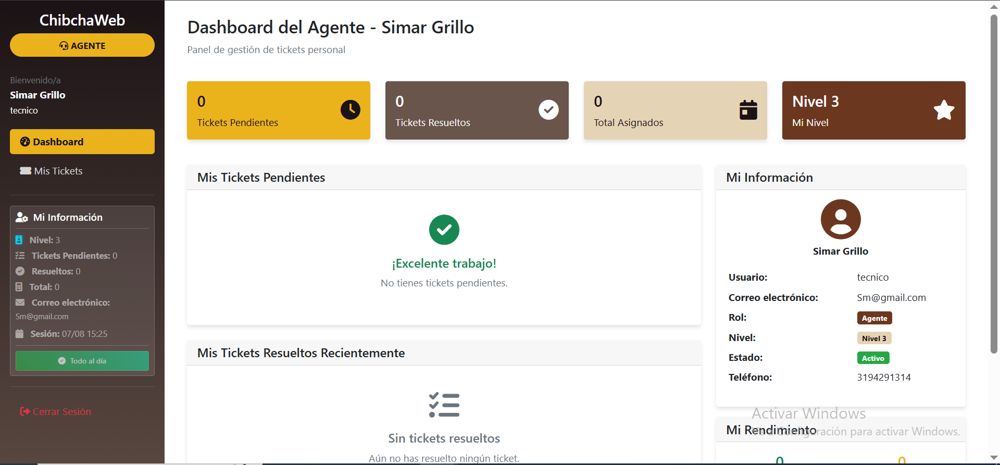 ChibchaWeb
AGENTE
Bienvenido/a
Simar Grillo
tecnico
Dashboard
Mis Tickets
Mi Información
Nivel: 3
Tickets Pendientes: 0
Resueltos: 0
Total: 0
Correo electrónico:
Sm@gmail.com
Sesión: 07/08 15:25
Todo al día
Cerrar Sesión
Dashboard del Agente - Simar Grillo
Panel de gestión de tickets personal
0
Tickets Pendientes
0
Tickets Resueltos
0
Total Asignados
Nivel 3
Mi Nivel
Mis Tickets Pendientes
¡Excelente trabajo!
No tienes tickets pendientes.
Mis Tickets Resueltos Recientemente
Sin tickets resueltos
Aún no has resuelto ningún ticket.
Mi Información
Simar Grillo
Usuario: tecnico
Correo electrónico: Sm@gmail.com
Rol: Agente
Nivel: Nivel 3
Estado: Activo
Teléfono: 3194291314
Activar Windows
Ve a Configuración para activar Windows.
Mi Rendimiento
0 0